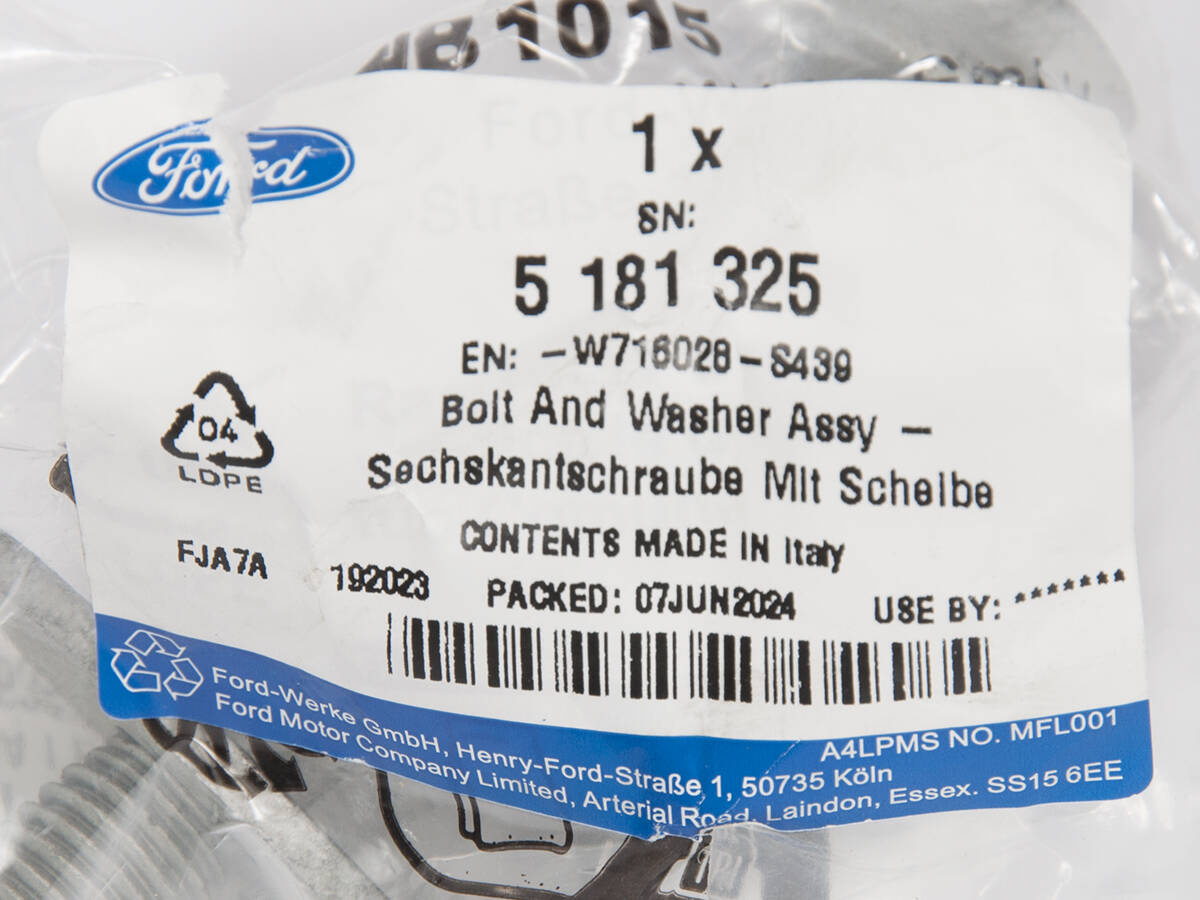 1015
Ford
1 x
SN:
5 181 325
EN: -W716028-S439
Bolt And Washer Assy -
Sechskantschraube Mit Scheibe
04
LDPE
CONTENTS MADE IN Italy
FJA7A 192023 PACKED: 07JUN2024 USE BY: *******
A4LPMS NO. MFL001
Ford-Werke GmbH, Henry-Ford-Straße 1, 50735 Köln
Ford Motor Company Limited, Arterial Road, Laindon, Essex. SS15 6EE